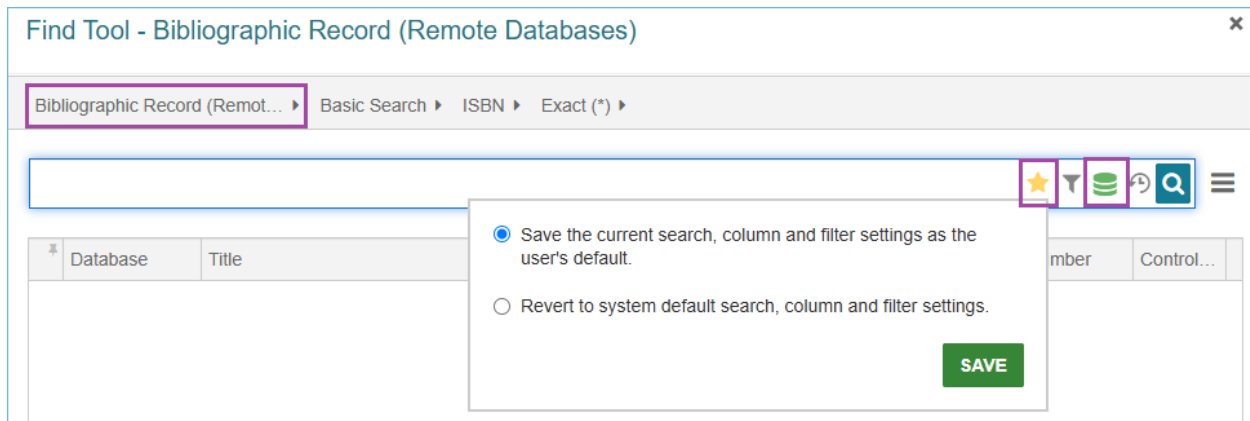 Find Tool - Bibliographic Record (Remote Databases)
Bibliographic Record (Remot... Basic Search ISBN Exact (*)
Database Title mber Control...
Save the current search, column and filter settings as the
user's default.
Revert to system default search, column and filter settings.
SAVE